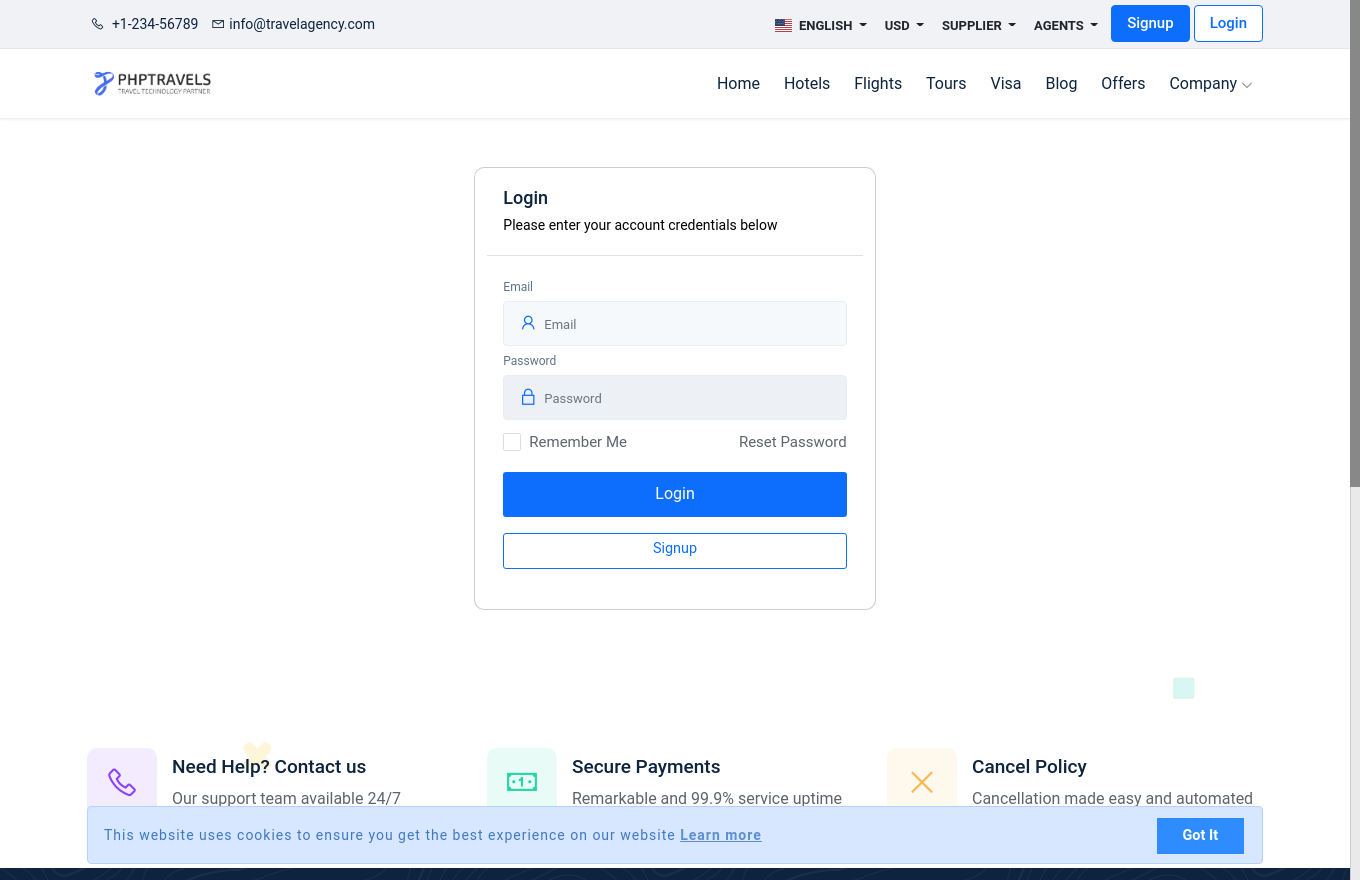 +1-234-56789 info@travelagency.com ENGLISH USD SUPPLIER AGENTS Signup Login
PHPTRAVELS
TRAVEL TECHNOLOGY PARTNER
Home Hotels Flights Tours Visa Blog Offers Company
Login
Please enter your account credentials below
Email
Email
Password
Password
Remember Me Reset Password
Login
Signup
Need Help? Contact us
Our support team available 24/7
Secure Payments
Remarkable and 99.9% service uptime
Cancel Policy
Cancellation made easy and automated
This website uses cookies to ensure you get the best experience on our website Learn more
Got It